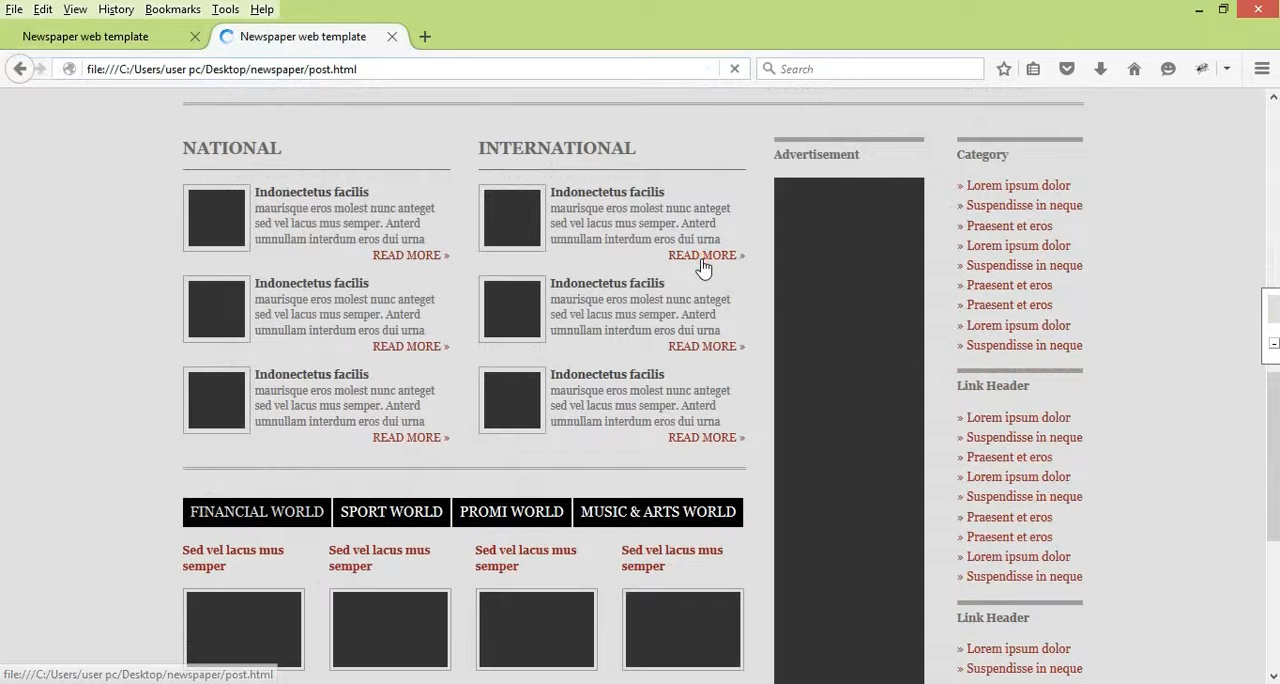 File Edit View History Bookmarks Tools Help
Newspaper web template
Newspaper web template
file:///C:/Users/user pc/Desktop/newspaper/post.html
Search
NATIONAL
Indonectetus facilis
maurisque eros molest nunc anteget
sed vel lacus mus semper. Anterd
umnullam interdum eros dui urna
READ MORE »
Indonectetus facilis
maurisque eros molest nunc anteget
sed vel lacus mus semper. Anterd
umnullam interdum eros dui urna
READ MORE »
Indonectetus facilis
maurisque eros molest nunc anteget
sed vel lacus mus semper. Anterd
umnullam interdum eros dui urna
READ MORE »
INTERNATIONAL
Indonectetus facilis
maurisque eros molest nunc anteget
sed vel lacus mus semper. Anterd
umnullam interdum eros dui urna
READ MORE »
Indonectetus facilis
maurisque eros molest nunc anteget
sed vel lacus mus semper. Anterd
umnullam interdum eros dui urna
READ MORE »
Indonectetus facilis
maurisque eros molest nunc anteget
sed vel lacus mus semper. Anterd
umnullam interdum eros dui urna
READ MORE »
FINANCIAL WORLD SPORT WORLD PROMI WORLD MUSIC & ARTS WORLD
Sed vel lacus mus
semper
Sed vel lacus mus
semper
Sed vel lacus mus
semper
Sed vel lacus mus
semper
Advertisement
Category
» Lorem ipsum dolor
» Suspendisse in neque
» Praesent et eros
» Lorem ipsum dolor
» Suspendisse in neque
» Praesent et eros
» Praesent et eros
» Lorem ipsum dolor
» Suspendisse in neque
Link Header
» Lorem ipsum dolor
» Suspendisse in neque
» Praesent et eros
» Lorem ipsum dolor
» Suspendisse in neque
» Praesent et eros
» Praesent et eros
» Lorem ipsum dolor
» Suspendisse in neque
Link Header
» Lorem ipsum dolor
» Suspendisse in neque
file:///C:/Users/user pc/Desktop/newspaper/post.html